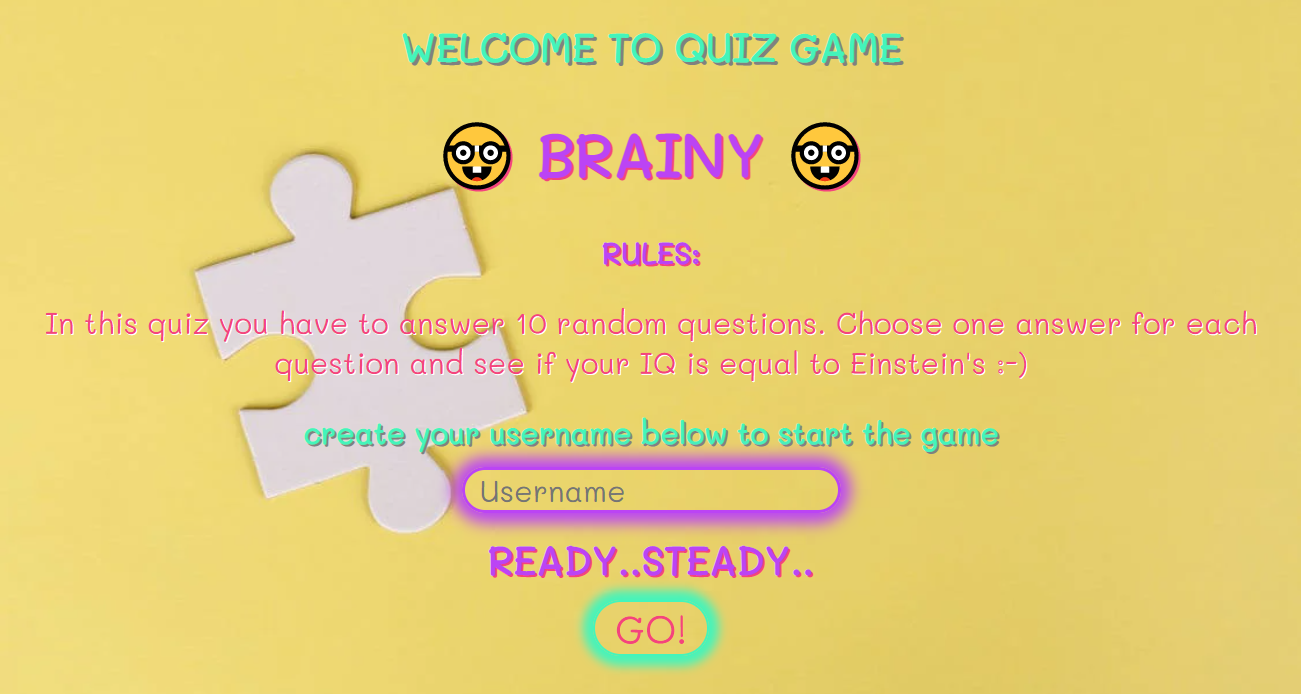 WELCOME TO QUIZ GAME
BRAINY
RULES:
In this quiz you have to answer 10 random questions. Choose one answer for each
question and see if your IQ is equal to Einstein's :-)
create your username below to start the game
Username
READY..STEADY..
GO!